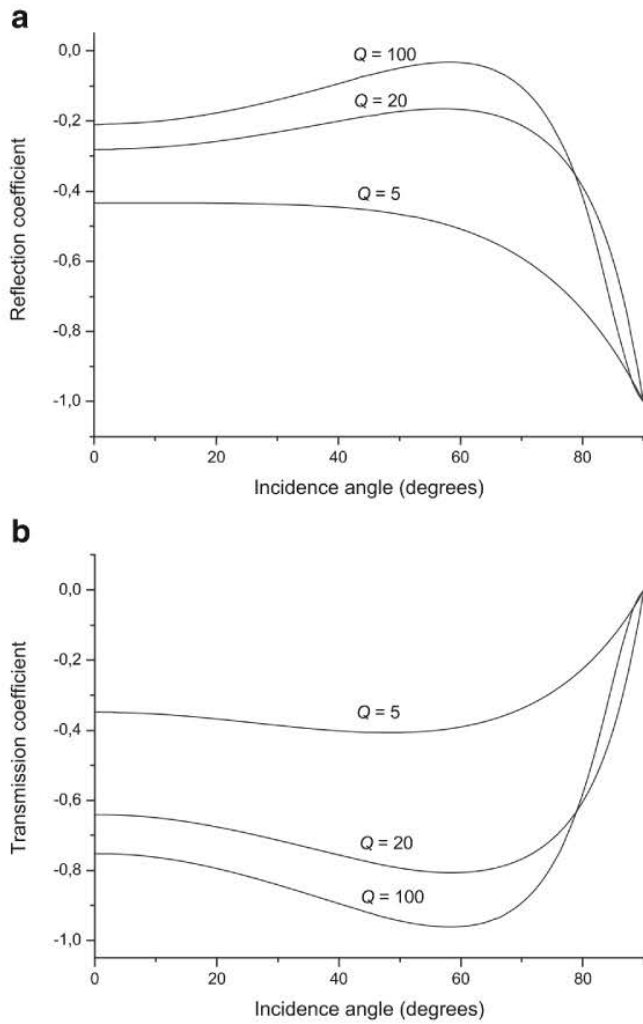 a
0,0
-0,2
-0,4
-0,6
-0,8
-1,0
Reflection coefficient
Q = 100
Q = 20
Q = 5
0 20 40 60 80
Incidence angle (degrees)
b
0,0
-0,2
-0,4
-0,6
-0,8
-1,0
Transmission coefficient
Q = 5
Q = 20
Q = 100
0 20 40 60 80
Incidence angle (degrees)